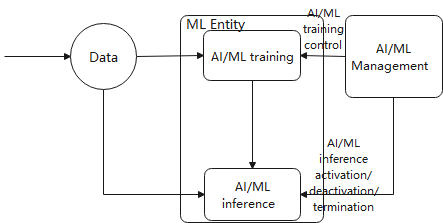 ML Entity
AI/ML
training
control
Data
AI/ML training
AI/ML
Management
AI/ML
inference
AI/ML
inference
activation/
deactivation/
termination